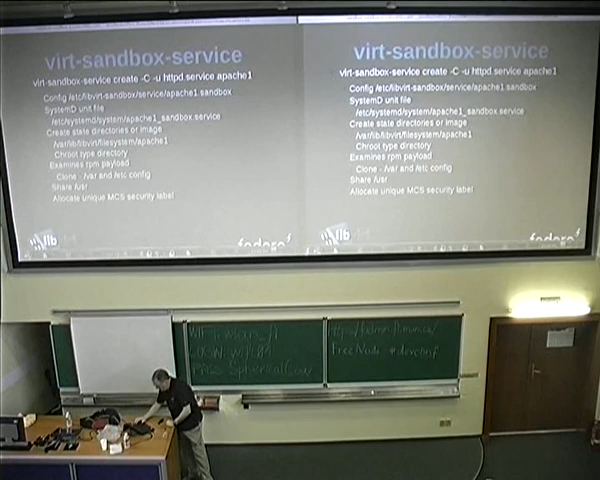 virt-sandbox-service
virt-sandbox-service create -C -u httpd.service apache1
Config /etc/libvirt-sandbox/service/apache1.sandbox
SystemD unit file
/etc/systemd/system/apache1_sandbox.service
Create state directories or image
/var/lib/libvirt/filesystem/apache1
Chroot type directory
Examines rpm payload
Clone - /var and /etc config
Share /usr
Allocate unique MCS security label
lib
fedora
virt-sandbox-service
virt-sandbox-service create -C -u httpd.service apache1
Config /etc/libvirt-sandbox/service/apache1.sandbox
SystemD unit file
/etc/systemd/system/apache1_sandbox.service
Create state directories or image
/var/lib/libvirt/filesystem/apache1
Chroot type directory
Examines rpm payload
Clone - /var and /etc config
Share /usr
Allocate unique MCS security label
lib
fedora
FreeNode #devconf